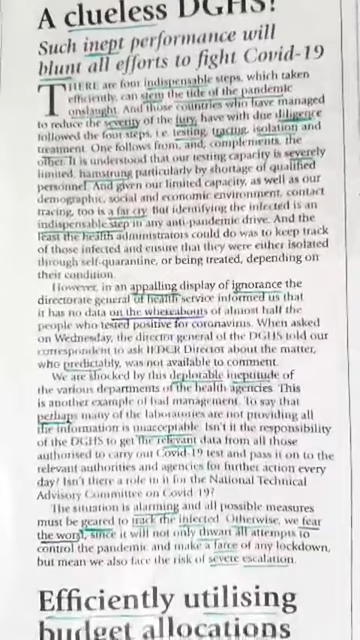 A clueless DGHS!
Such inept performance will
blunt all efforts to fight Covid-19
THERE are four indispensable steps, which taken
efficiently, can stem the tide of the pandemic
onslaught. And those countries who have managed
to reduce the severity of the fury, have with due diligence
followed the four steps, i.e. testing, tracing, isolation and
treatment. One follows from, and, complements, the
other. It is understood that our testing capacity is severely
limited, hamstrung particularly by shortage of qualified
personnel. And given our limited capacity, as well as our
demographic, social and economic environment, contact
tracing, too is a far cry. But identifying the infected is an
indispensable step in any anti-pandemic drive. And the
least the health administrators could do was to keep track
of those infected and ensure that they were either isolated
through self-quarantine, or being treated, depending on
their condition.
However, in an appalling display of ignorance the
directorate general of health service informed us that
it has no data on the whereabouts of almost half the
people who tested positive for coronavirus. When asked
on Wednesday, the director general of the DGHS told our
correspondent to ask IEDCR Director about the matter,
who predictably, was not available to comment.
We are shocked by this deplorable ineptitude of
the various departments of the health agencies. This
is another example of bad management. To say that
perhaps many of the laboratories are not providing all
the information is unacceptable. Isn't it the responsibility
of the DGHS to get the relevant data from all those
authorised to carry out Covid-19 test and pass it on to the
relevant authorities and agencies for further action every
day? Isn't there a role in it for the National Technical
Advisory Committee on Covid-19?
The situation is alarming and all possible measures
must be geared to track the infected. Otherwise, we fear
the worst, since it will not only thwart all attempts to
control the pandemic and make a farce of any lockdown,
but mean we also face the risk of severe escalation.
Efficiently utilising
budget allocations